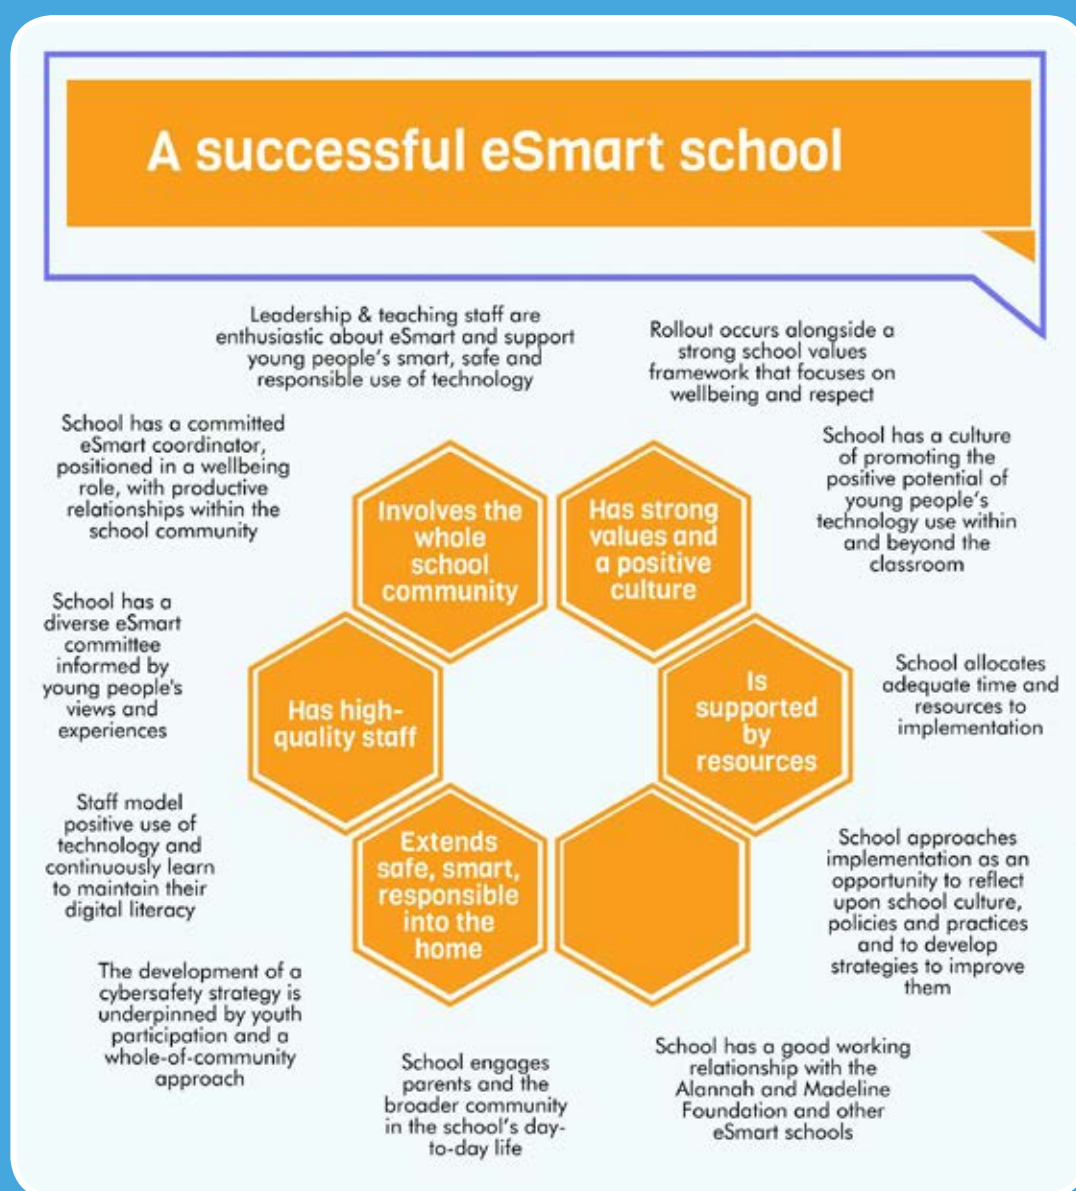 A successful eSmart school
Leadership & teaching staff are
enthusiastic about eSmart and support
young people's smart, safe and
responsible use of technology
Rollout occurs alongside a
strong school values
framework that focuses on
wellbeing and respect
School has a committed
eSmart coordinator,
positioned in a wellbeing
role, with productive
relationships within the
school community
School has a culture
of promoting the
positive potential of
young people's
technology use within
and beyond the
classroom
Involves the
whole
school
community
Has strong
values and
a positive
culture
School has a
diverse eSmart
committee
informed by
young people's
views and
experiences
Has high-
quality staff
Is
supported
by
resources
School allocates
adequate time and
resources to
implementation
Staff model
positive use of
technology and
continuously learn
to maintain their
digital literacy
Extends
safe, smart,
responsible
into the
home
School approaches
implementation as an
opportunity to reflect
upon school culture,
policies and practices
and to develop
strategies to improve
them
The development of a
cybersafety strategy is
underpinned by youth
participation and a
whole-of-community
approach
School engages
parents and the
broader community
in the school's day-
to-day life
School has a good working
relationship with the
Alannah and Madeline
Foundation and other
eSmart schools